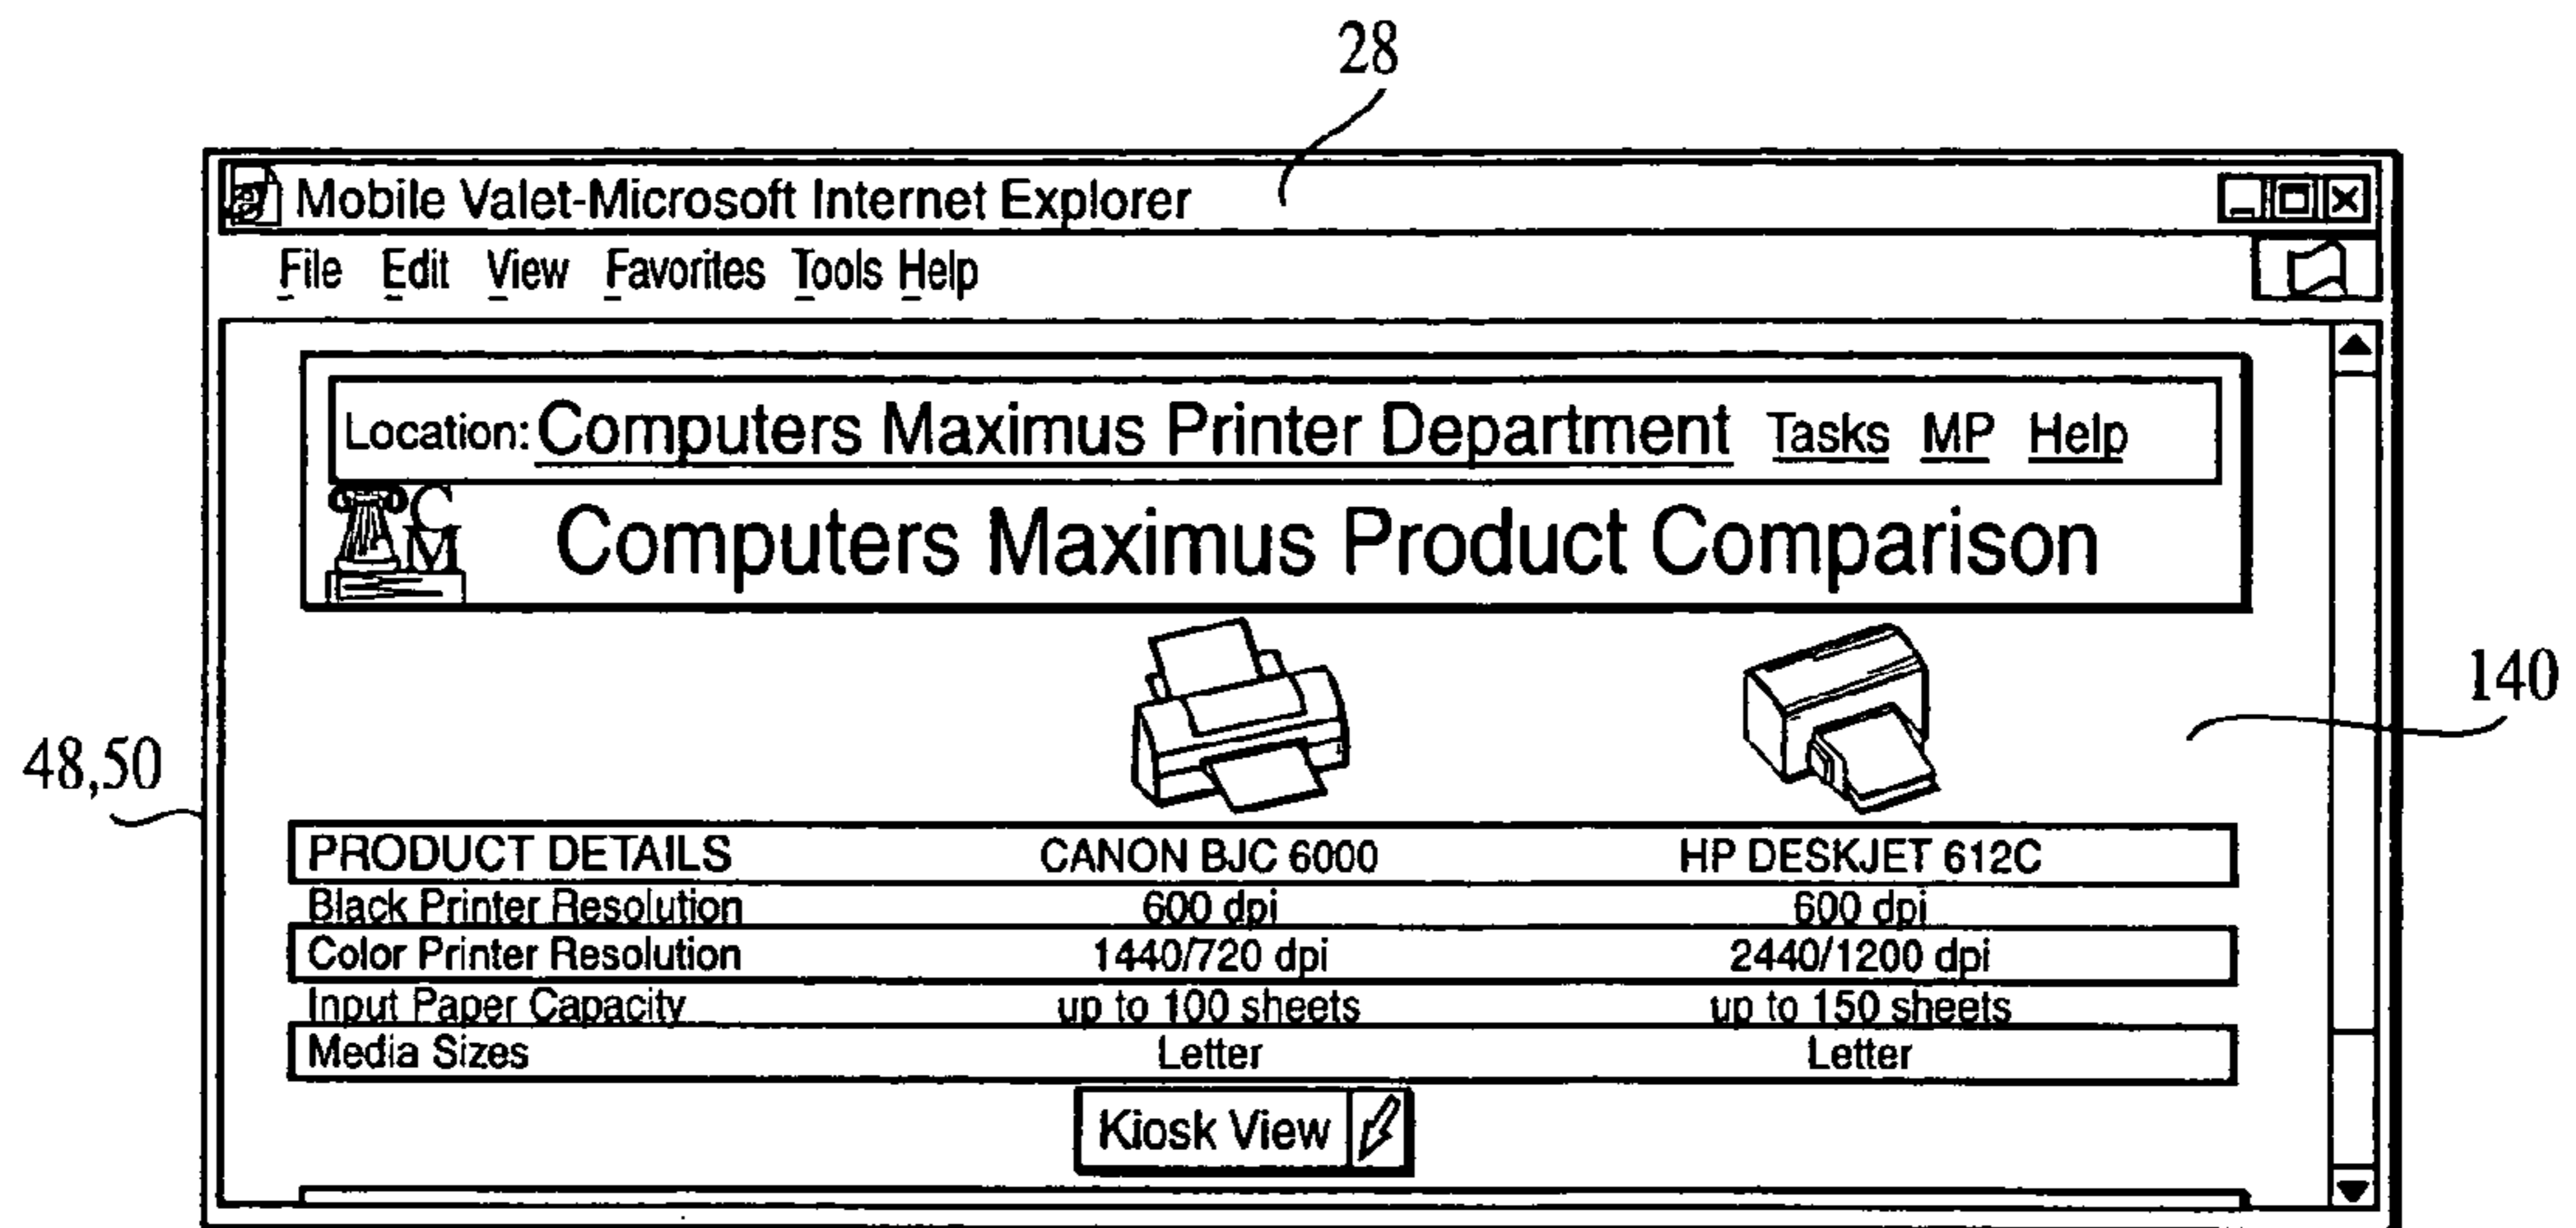 28
Mobile Valet-Microsoft Internet Explorer
File Edit View Favorites Tools Help
Location: Computers Maximus Printer Department Tasks MP Help
C
M
Computers Maximus Product Comparison
140
48,50
PRODUCT DETAILS CANON BJC 6000 HP DESKJET 612C
Black Printer Resolution 600 dpi 600 dpi
Color Printer Resolution 1440/720 dpi 2440/1200 dpi
Input Paper Capacity up to 100 sheets up to 150 sheets
Media Sizes Letter Letter
Kiosk View